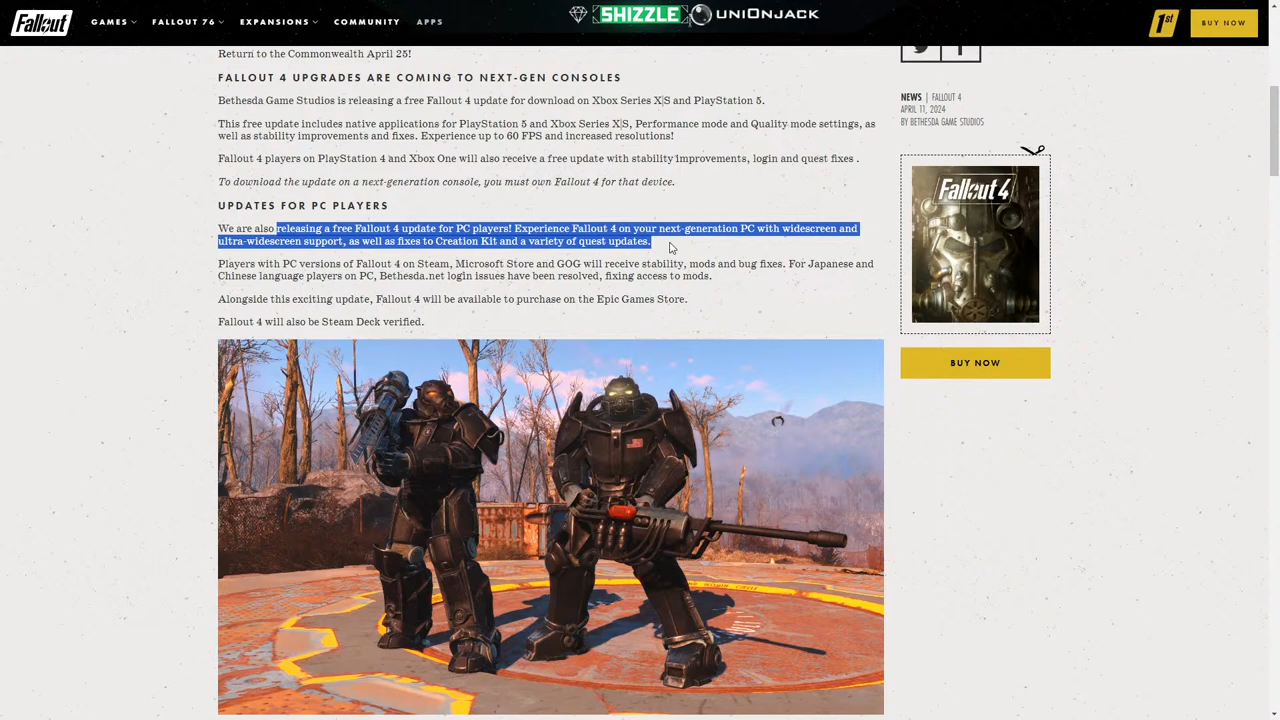 Fallout
GAMES
FALLOUT 76
EXPANSIONS
COMMUNITY
APPS
SHIZZLE
UNIONJACK
1st
BUY NOW
Return to the Commonwealth April 25!
FALLOUT 4 UPGRADES ARE COMING TO NEXT-GEN CONSOLES
Bethesda Game Studios is releasing a free Fallout 4 update for download on Xbox Series X|S and PlayStation 5.
This free update includes native applications for PlayStation 5 and Xbox Series X|S, Performance mode and Quality mode settings, as
well as stability improvements and fixes. Experience up to 60 FPS and increased resolutions!
Fallout 4 players on PlayStation 4 and Xbox One will also receive a free update with stability improvements, login and quest fixes .
To download the update on a next-generation console, you must own Fallout 4 for that device.
UPDATES FOR PC PLAYERS
We are also releasing a free Fallout 4 update for PC players! Experience Fallout 4 on your next-generation PC with widescreen and
ultra-widescreen support, as well as fixes to Creation Kit and a variety of quest updates.
Players with PC versions of Fallout 4 on Steam, Microsoft Store and GOG will receive stability, mods and bug fixes. For Japanese and
Chinese language players on PC, Bethesda.net login issues have been resolved, fixing access to mods.
Alongside this exciting update, Fallout 4 will be available to purchase on the Epic Games Store.
Fallout 4 will also be Steam Deck verified.
NEWS | FALLOUT 4
APRIL 11, 2024
BY BETHESDA GAME STUDIOS
Fallout 4
BUY NOW